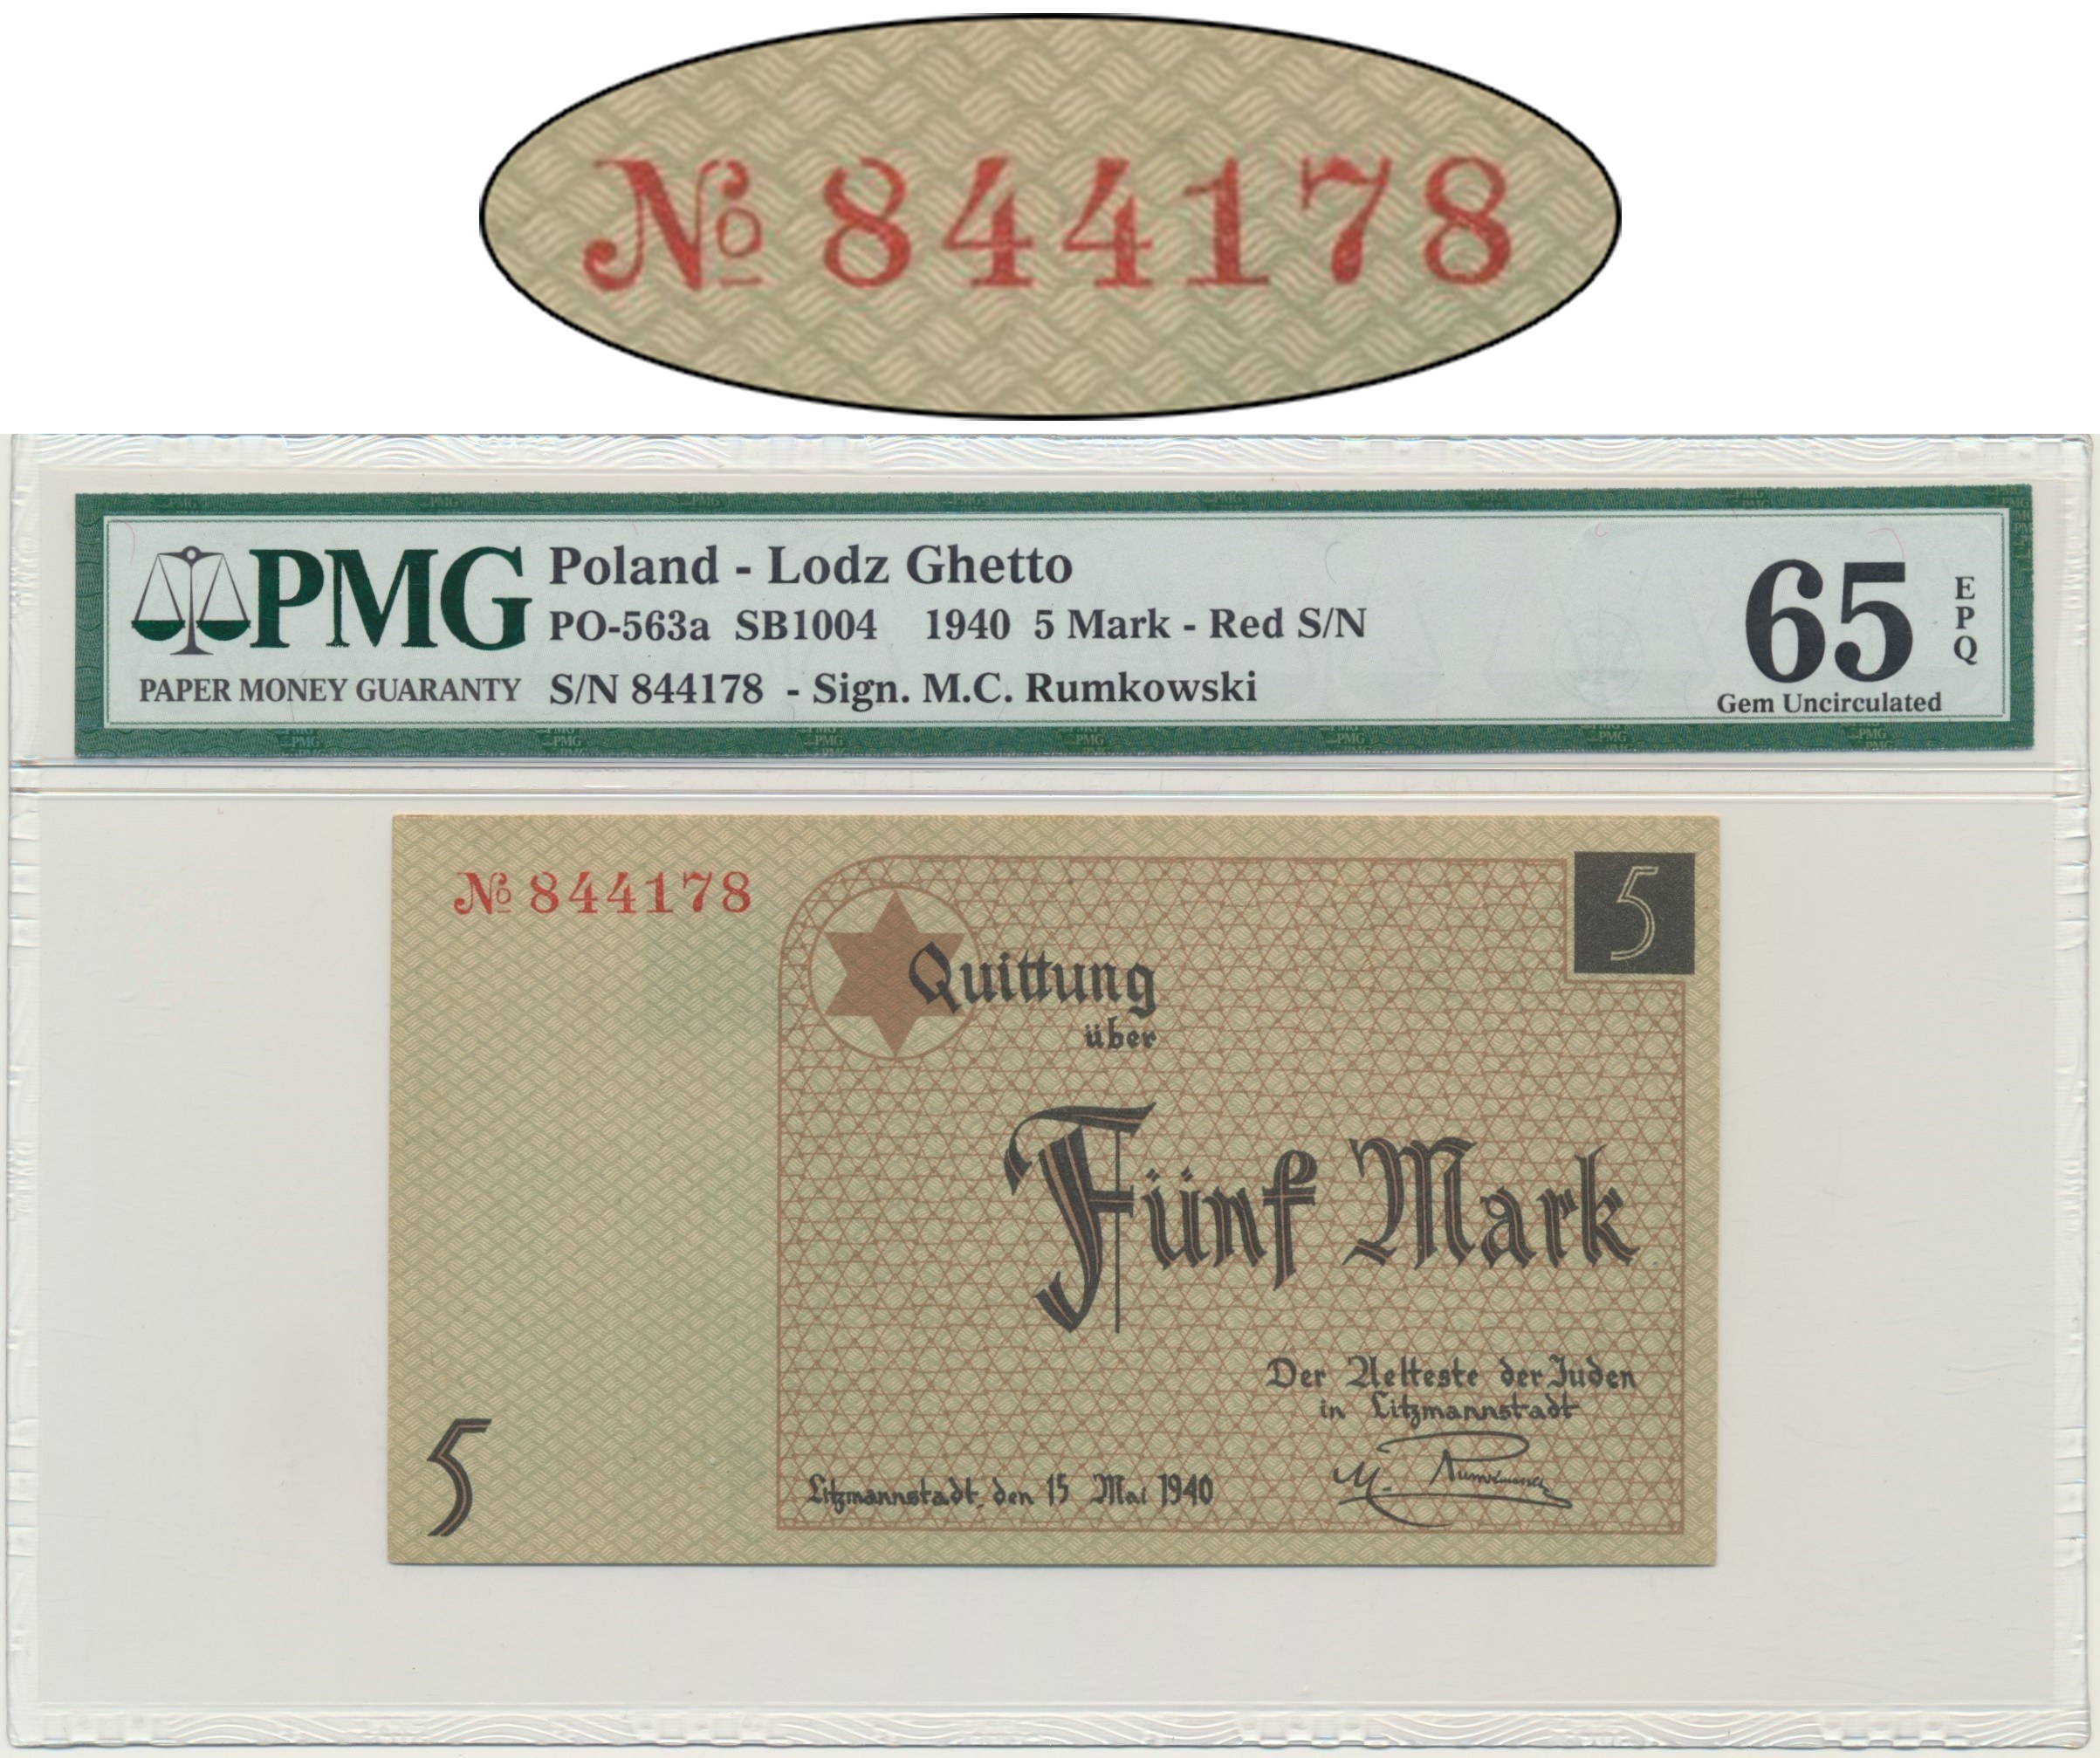 № 844178
PMG
PAPER MONEY GUARANTY
Poland - Lodz Ghetto
PO-563a SB1004 1940 5 Mark - Red S/N
S/N 844178 - Sign. M.C. Rumkowski
65
EPQ
Gem Uncirculated
№ 844178
5
Quittung
über
Fünf Mark
Der Aelteste der Juden
in Litzmannstadt
5
Litzmannstadt, den 15 Mai 1940
M. Rumkowski